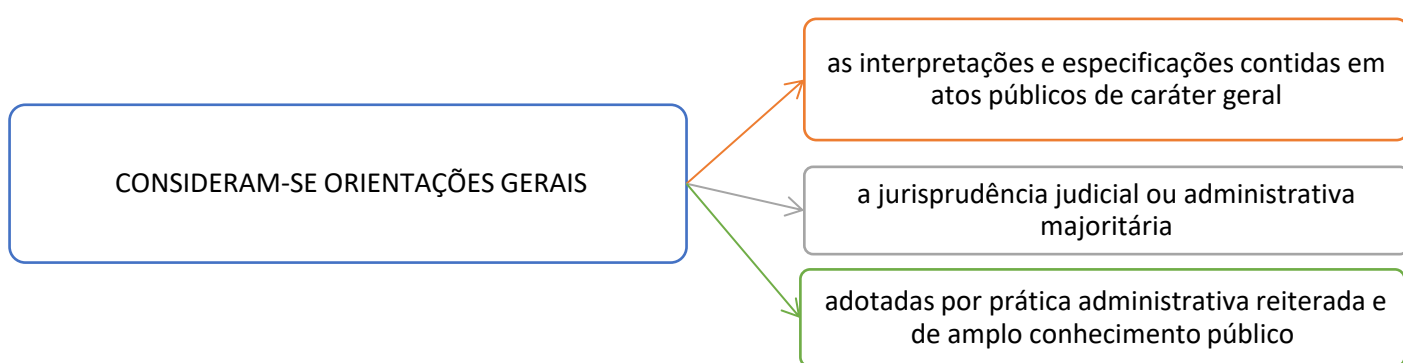 CONSIDERAM-SE ORIENTAÇÕES GERAIS
as interpretações e especificações contidas em
atos públicos de caráter geral
a jurisprudência judicial ou administrativa
majoritária
adotadas por prática administrativa reiterada e
de amplo conhecimento público